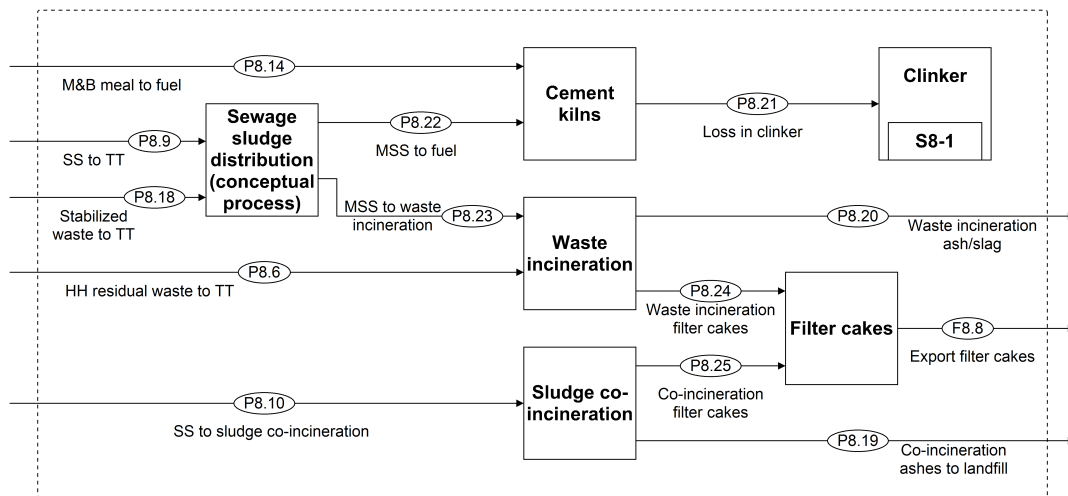 P8.14
M&B meal to fuel
Cement
kilns
P8.21
Loss in clinker
Clinker
S8-1
P8.9
SS to TT
Sewage
sludge
distribution
(conceptual
process)
P8.22
MSS to fuel
P8.18
Stabilized
waste to TT
MSS to waste
incineration
P8.23
Waste
incineration
P8.20
Waste incineration
ash/slag
P8.6
HH residual waste to TT
P8.24
Waste incineration
filter cakes
Filter cakes
F8.8
Export filter cakes
P8.25
Co-incineration
filter cakes
P8.10
SS to sludge co-incineration
Sludge co-
incineration
P8.19
Co-incineration
ashes to landfill